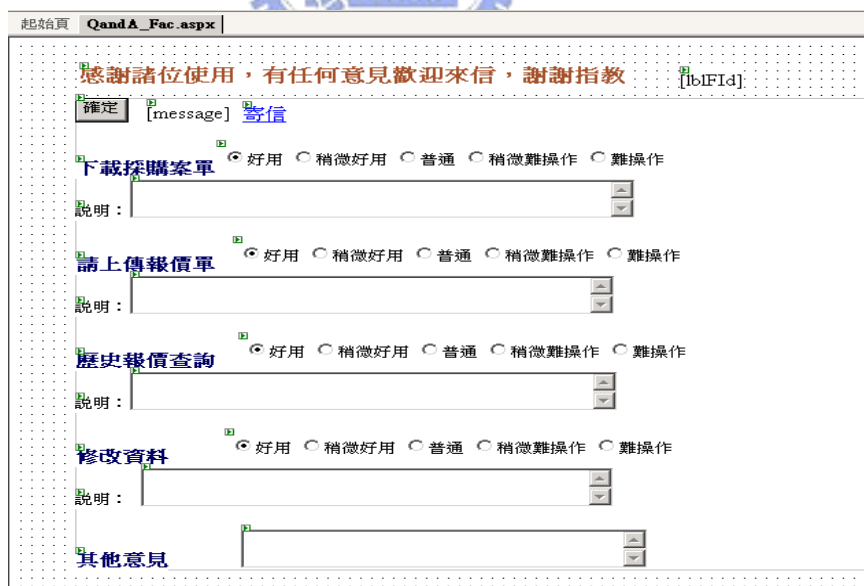 起始頁 QandA_Fac.aspx
感謝諸位使用，有任何意見歡迎來信，謝謝指教 [lblFId]
確定 [message] 寄信
下載採購案單 好用 稍微好用 普通 稍微難操作 難操作
說明：
請上傳報價單 好用 稍微好用 普通 稍微難操作 難操作
說明：
歷史報價查詢 好用 稍微好用 普通 稍微難操作 難操作
說明：
修改資料 好用 稍微好用 普通 稍微難操作 難操作
說明：
其他意見